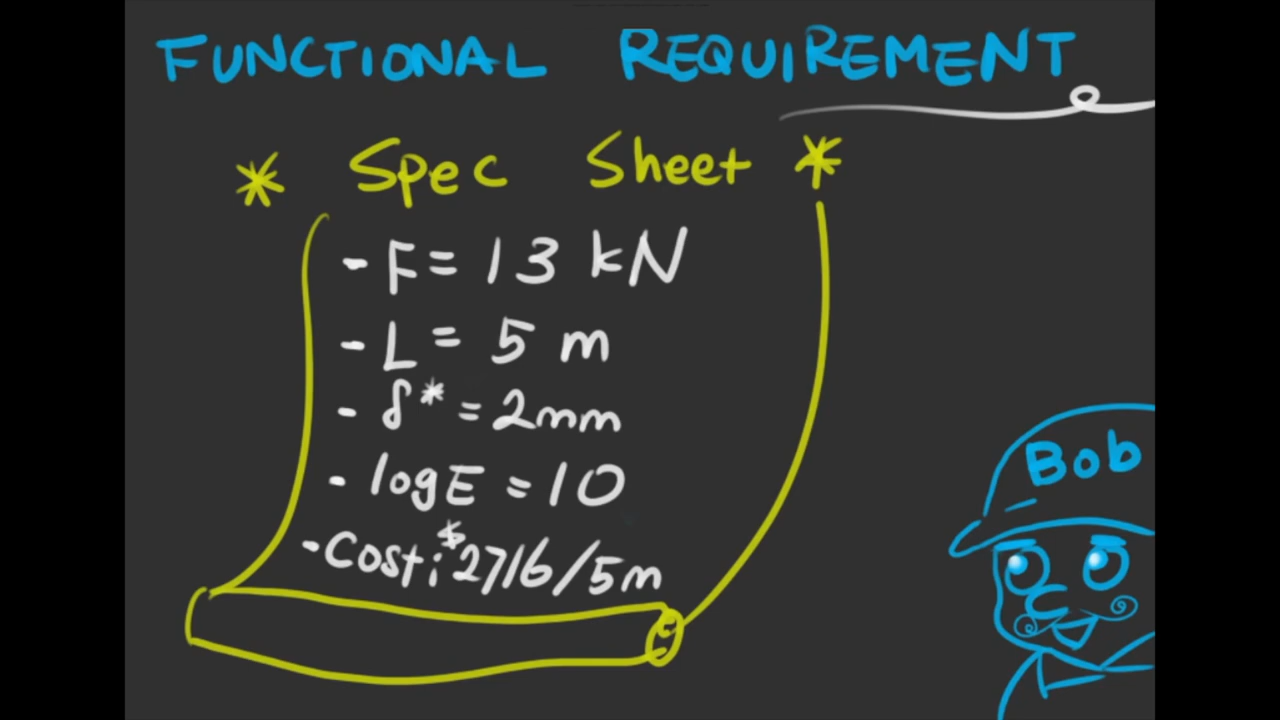 FUNCTIONAL REQUIREMENT
* Spec Sheet *
- F = 13 kN
- L = 5 m
- δ* = 2mm
- logE = 10
- Cost: $2716/5m
Bob